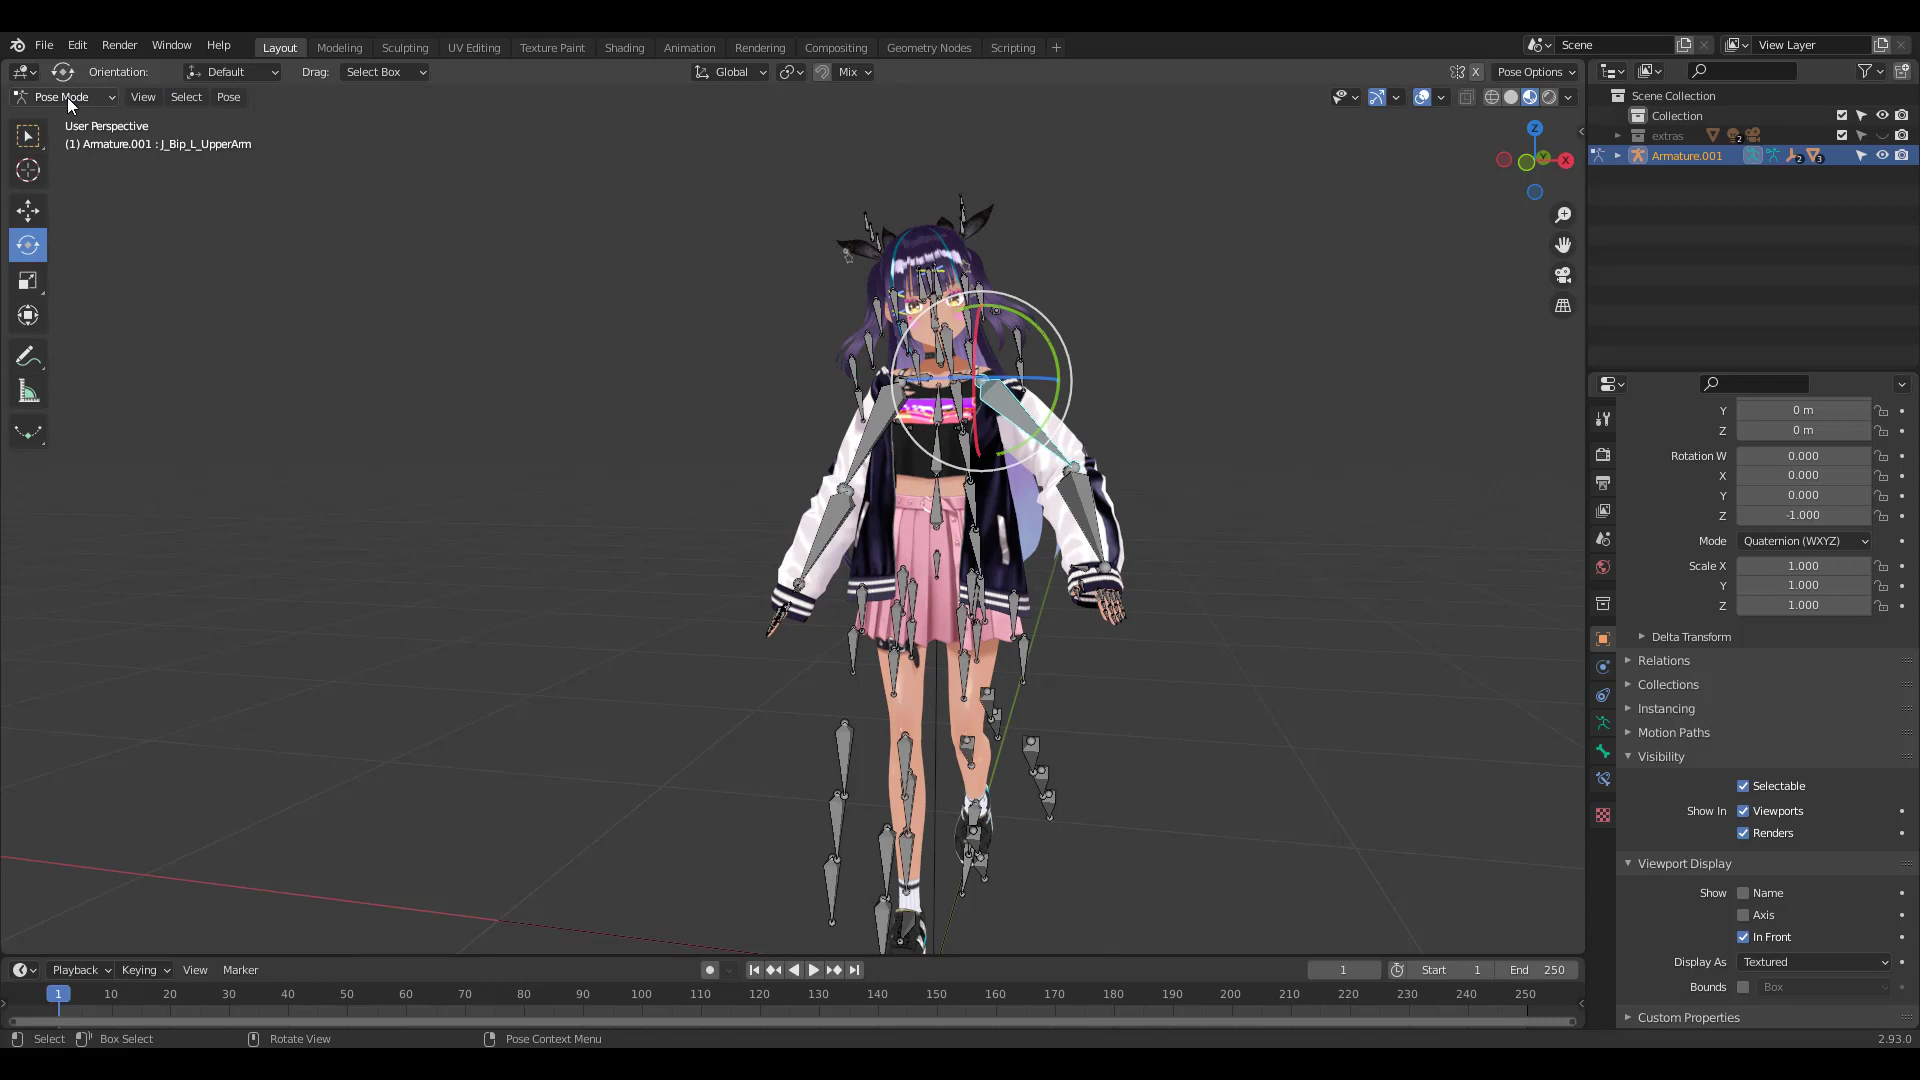 File Edit Render Window Help Layout Modeling Sculpting UV Editing Texture Paint Shading Animation Rendering Compositing Geometry Nodes Scripting + Scene View Layer
Orientation: Default Drag: Select Box Global Mix X Pose Options
Pose Mode View Select Pose
User Perspective
(1) Armature.001 : J_Bip_L_UpperArm
Z
Y
X
Scene Collection
Collection
extras 2
Armature.001 2 3
Y 0 m
Z 0 m
Rotation W 0.000
X 0.000
Y 0.000
Z -1.000
Mode Quaternion (WXYZ)
Scale X 1.000
Y 1.000
Z 1.000
Delta Transform
Relations
Collections
Instancing
Motion Paths
Visibility
Selectable
Show In Viewports
Renders
Viewport Display
Show Name
Axis
In Front
Display As Textured
Bounds Box
Custom Properties
Playback Keying View Marker 1 Start 1 End 250
1 10 20 30 40 50 60 70 80 90 100 110 120 130 140 150 160 170 180 190 200 210 220 230 240 250
Select Box Select Rotate View Pose Context Menu 2.93.0